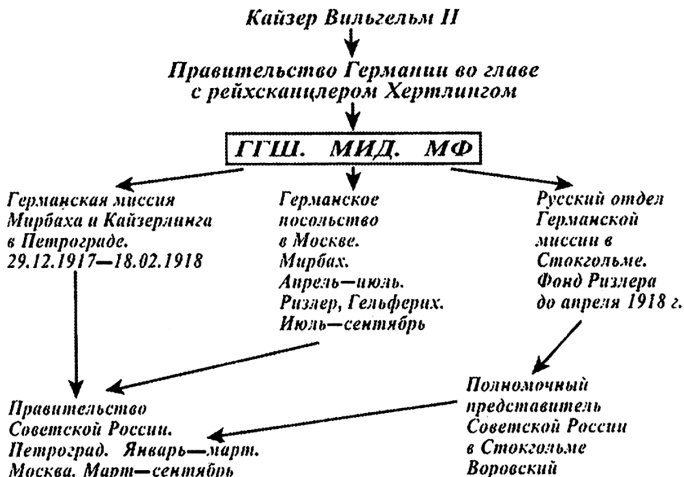 Кайзер Вильгельм II
Правительство Германии во главе
с рейхсканцлером Хертлингом
ГГШ. МИД. МФ
Германская миссия
Мирбаха и Кайзерлинга
в Петрограде.
29.12.1917—18.02.1918
Германское
посольство
в Москве.
Мирбах.
Апрель—июль.
Ризлер, Гельферих.
Июль—сентябрь
Русский отдел
Германской
миссии в
Стокгольме.
Фонд Ризлера
до апреля 1918 г.
Правительство
Советской России.
Петроград. Январь—март.
Москва. Март—сентябрь
Полномочный
представитель
Советской России
в Стокгольме
Воровский